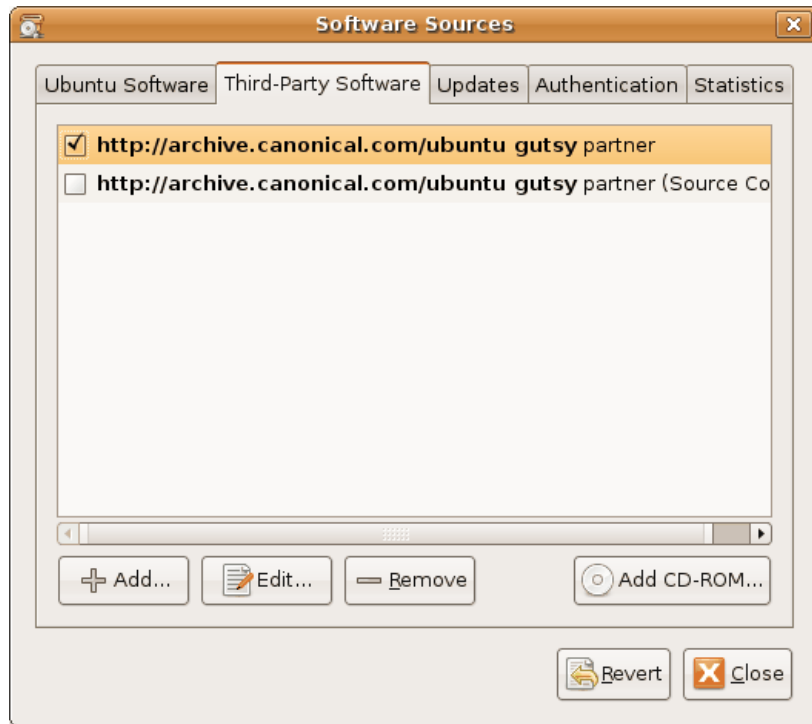 Software Sources
Ubuntu Software Third-Party Software Updates Authentication Statistics
http://archive.canonical.com/ubuntu gutsy partner
http://archive.canonical.com/ubuntu gutsy partner (Source Co
Add... Edit... Remove Add CD-ROM...
Revert Close